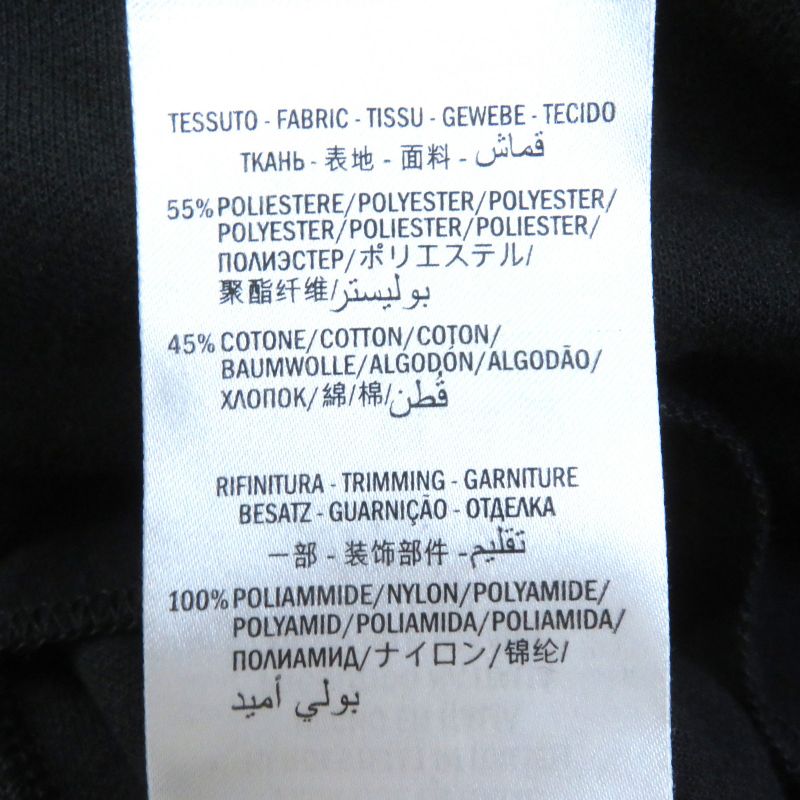 TESSUTO - FABRIC - TISSU - GEWEBE - TECIDO
ТКАНЬ - 表地 - 面料 - قماش
55% POLIESTERE/POLYESTER/POLYESTER/
POLYESTER/POLIESTER/POLIESTER/
ПОЛИЭСТЕР/ポリエステル/
聚酯纤维/بوليستر
45% COTONE/COTTON/COTON/
BAUMWOLLE/ALGODÓN/ALGODÃO/
ХЛОПОК/綿/棉/قُطن
RIFINITURA - TRIMMING - GARNITURE
BESATZ - GUARNIÇÃO - ОТДЕЛКА
一部 - 装饰部件 - تقليم
100% POLIAMMIDE/NYLON/POLYAMIDE/
POLYAMID/POLIAMIDA/POLIAMIDA/
ПОЛИАМИД/ナイロン/锦纶/
بولي أميد